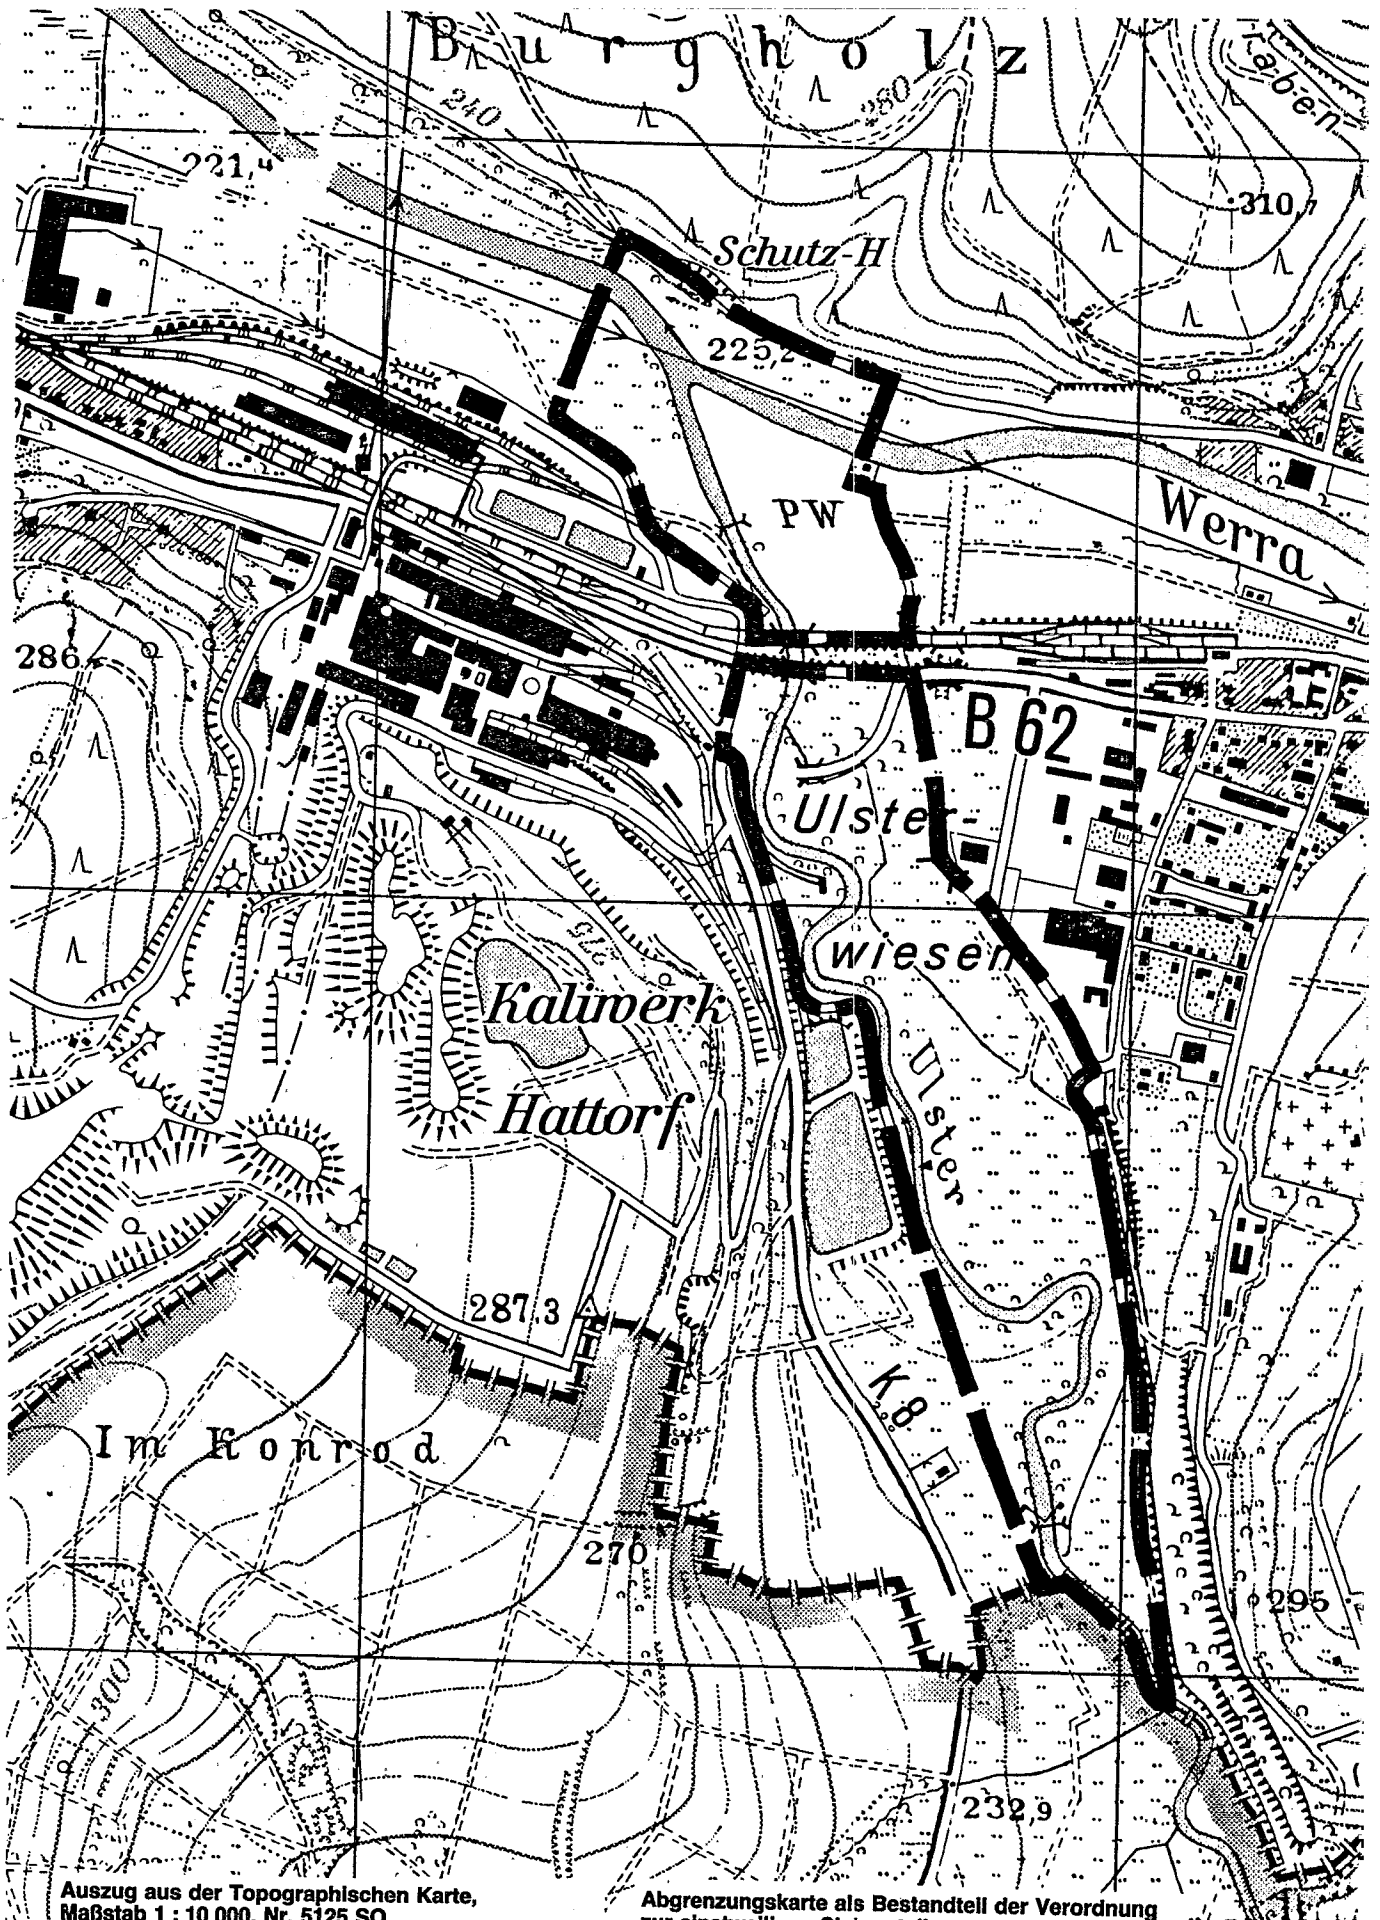 Burgholz
raben-
240
280
221,4
310,7
Schutz-H
225,2
PW
Werra
286
B 62
Ulster-
wiesen
Kaliwerk
Hattorf
Ulster
287,3
K 8
Im Konrod
270
295
300
232,9
Auszug aus der Topographischen Karte,
Maßstab 1 : 10 000, Nr. 5125 SO
Abgrenzungskarte als Bestandteil der Verordnung